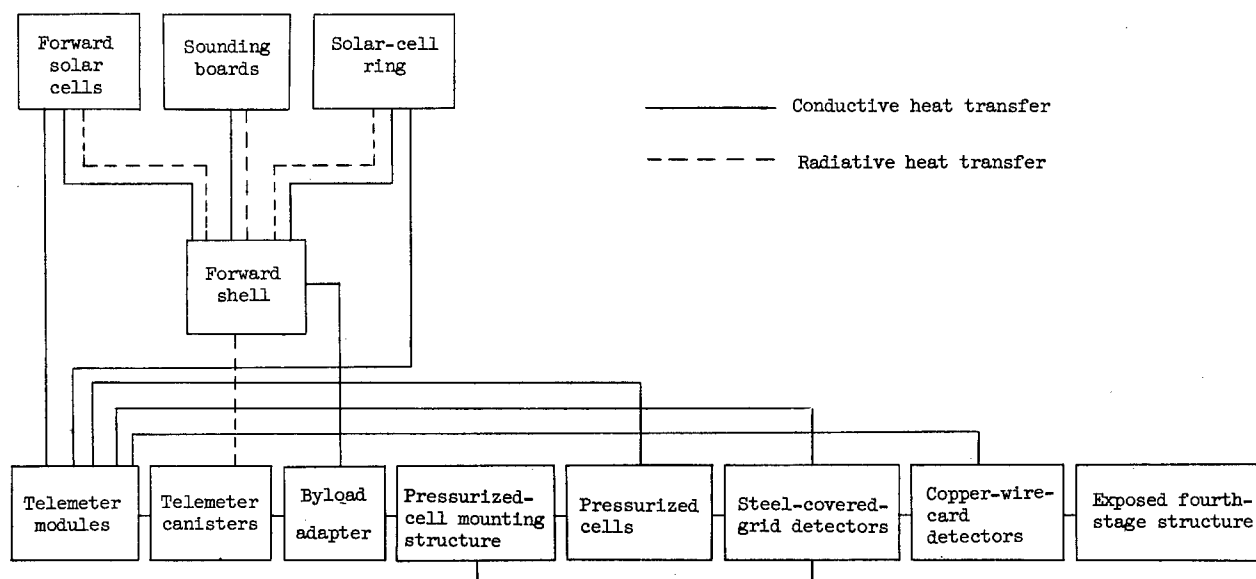 Forward
solar
cells
Sounding
boards
Solar-cell
ring
Conductive heat transfer
Radiative heat transfer
Forward
shell
Telemeter
modules
Telemeter
canisters
Byload
adapter
Pressurized-
cell mounting
structure
Pressurized
cells
Steel-covered-
grid detectors
Copper-wire-
card
detectors
Exposed fourth-
stage structure